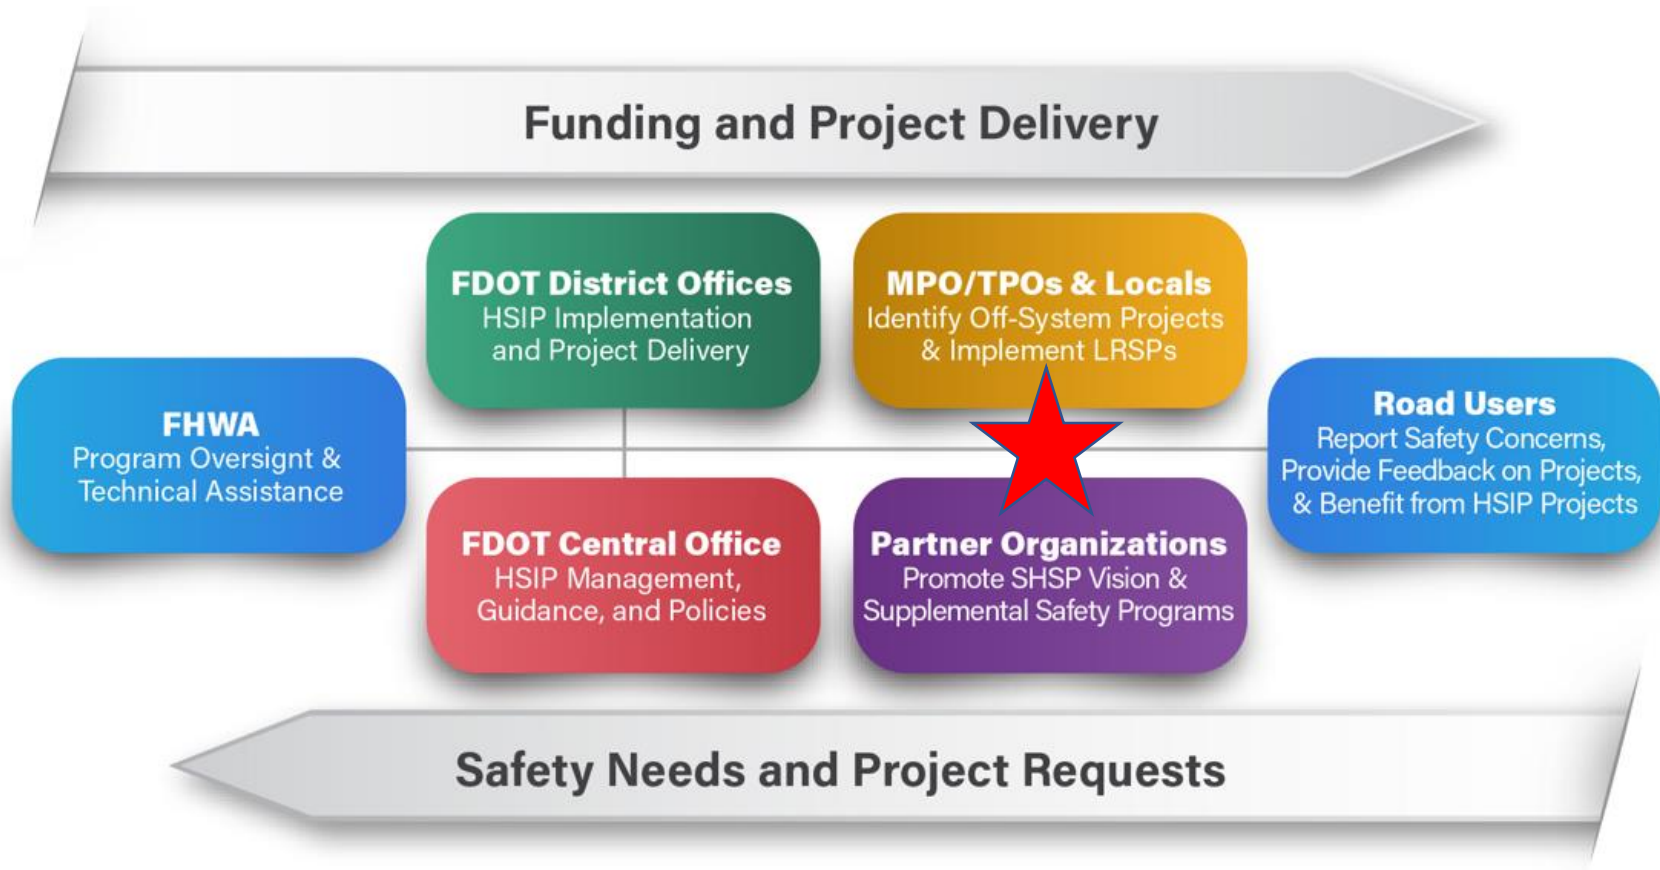 Funding and Project Delivery
FDOT District Offices
HSIP Implementation
and Project Delivery
MPO/TPOs & Locals
Identify Off-System Projects
& Implement LRSPs
FHWA
Program Oversignt &
Technical Assistance
Road Users
Report Safety Concerns,
Provide Feedback on Projects,
& Benefit from HSIP Projects
FDOT Central Office
HSIP Management,
Guidance, and Policies
Partner Organizations
Promote SHSP Vision &
Supplemental Safety Programs
Safety Needs and Project Requests